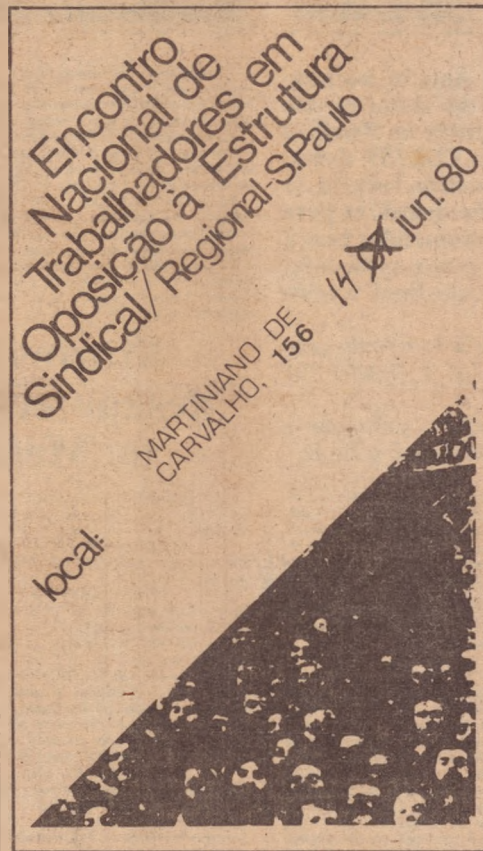 Encontro
Nacional de
Trabalhadores em
Oposição à Estrutura
Sindical/Regional-S.Paulo
14 jun.80
MARTINIANO DE
CARVALHO, 156
local: